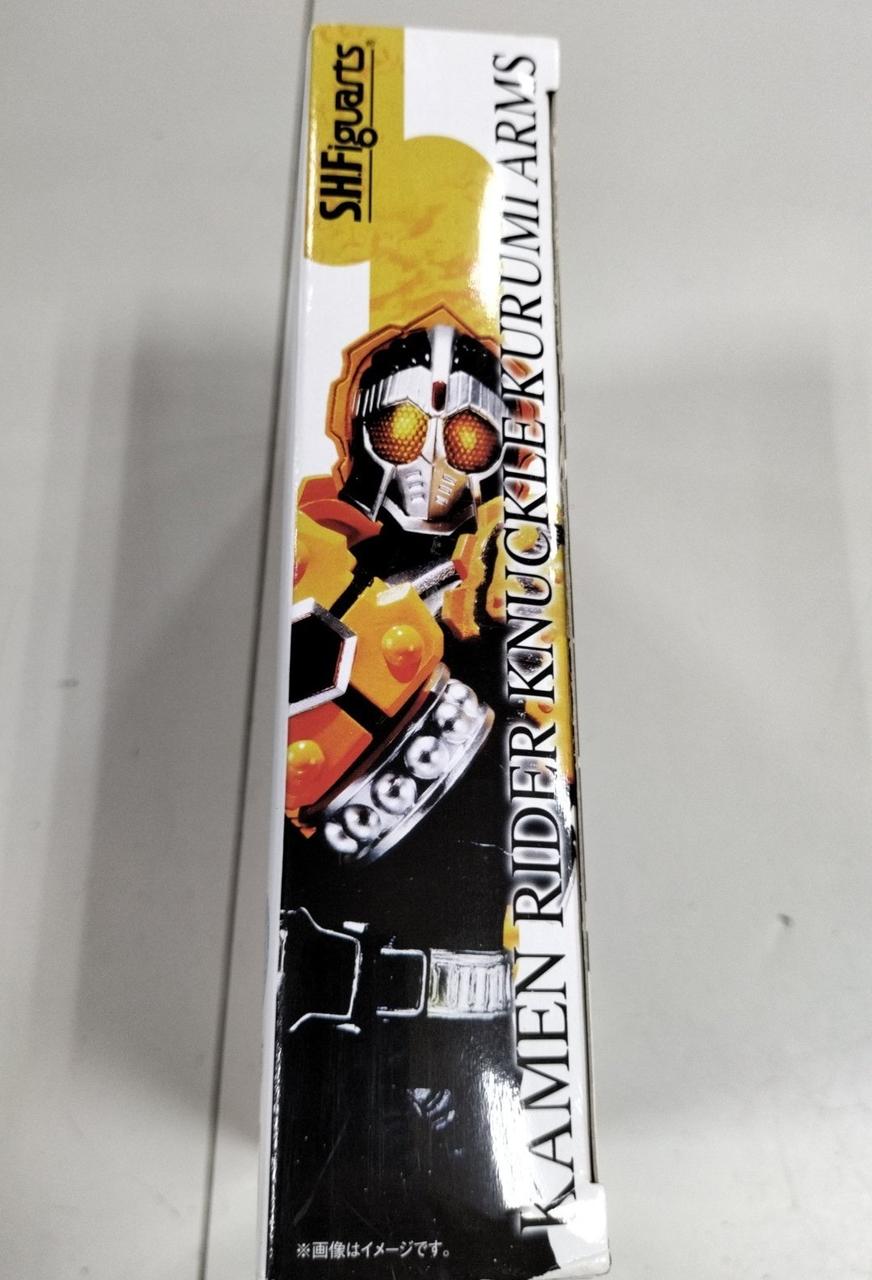 S.H.Figuarts
KAMEN RIDER KNUCKLE KURUMI ARMS
※画像はイメージです。